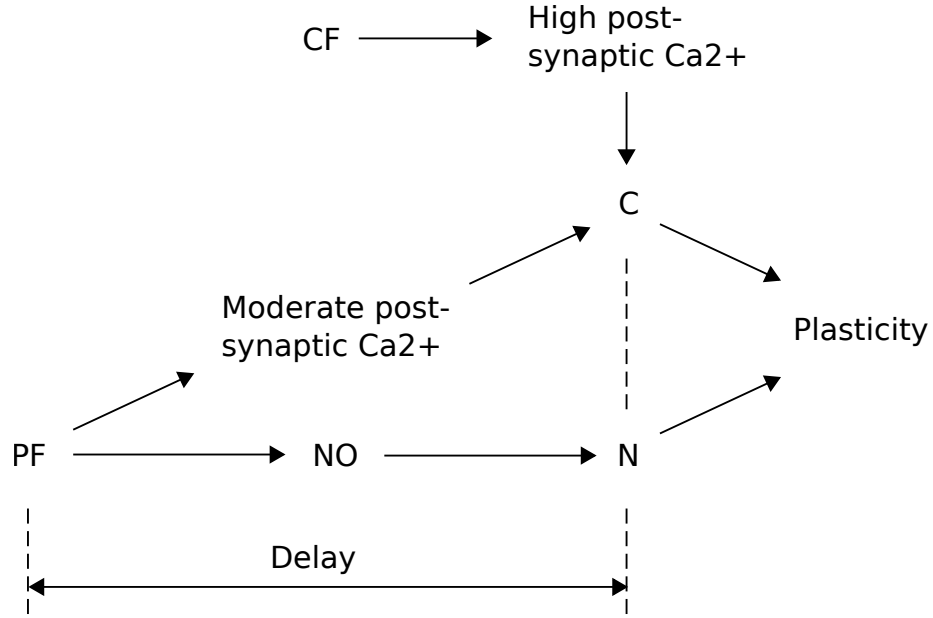 CF
High post-
synaptic Ca2+
C
Moderate post-
synaptic Ca2+
Plasticity
PF
NO
N
Delay